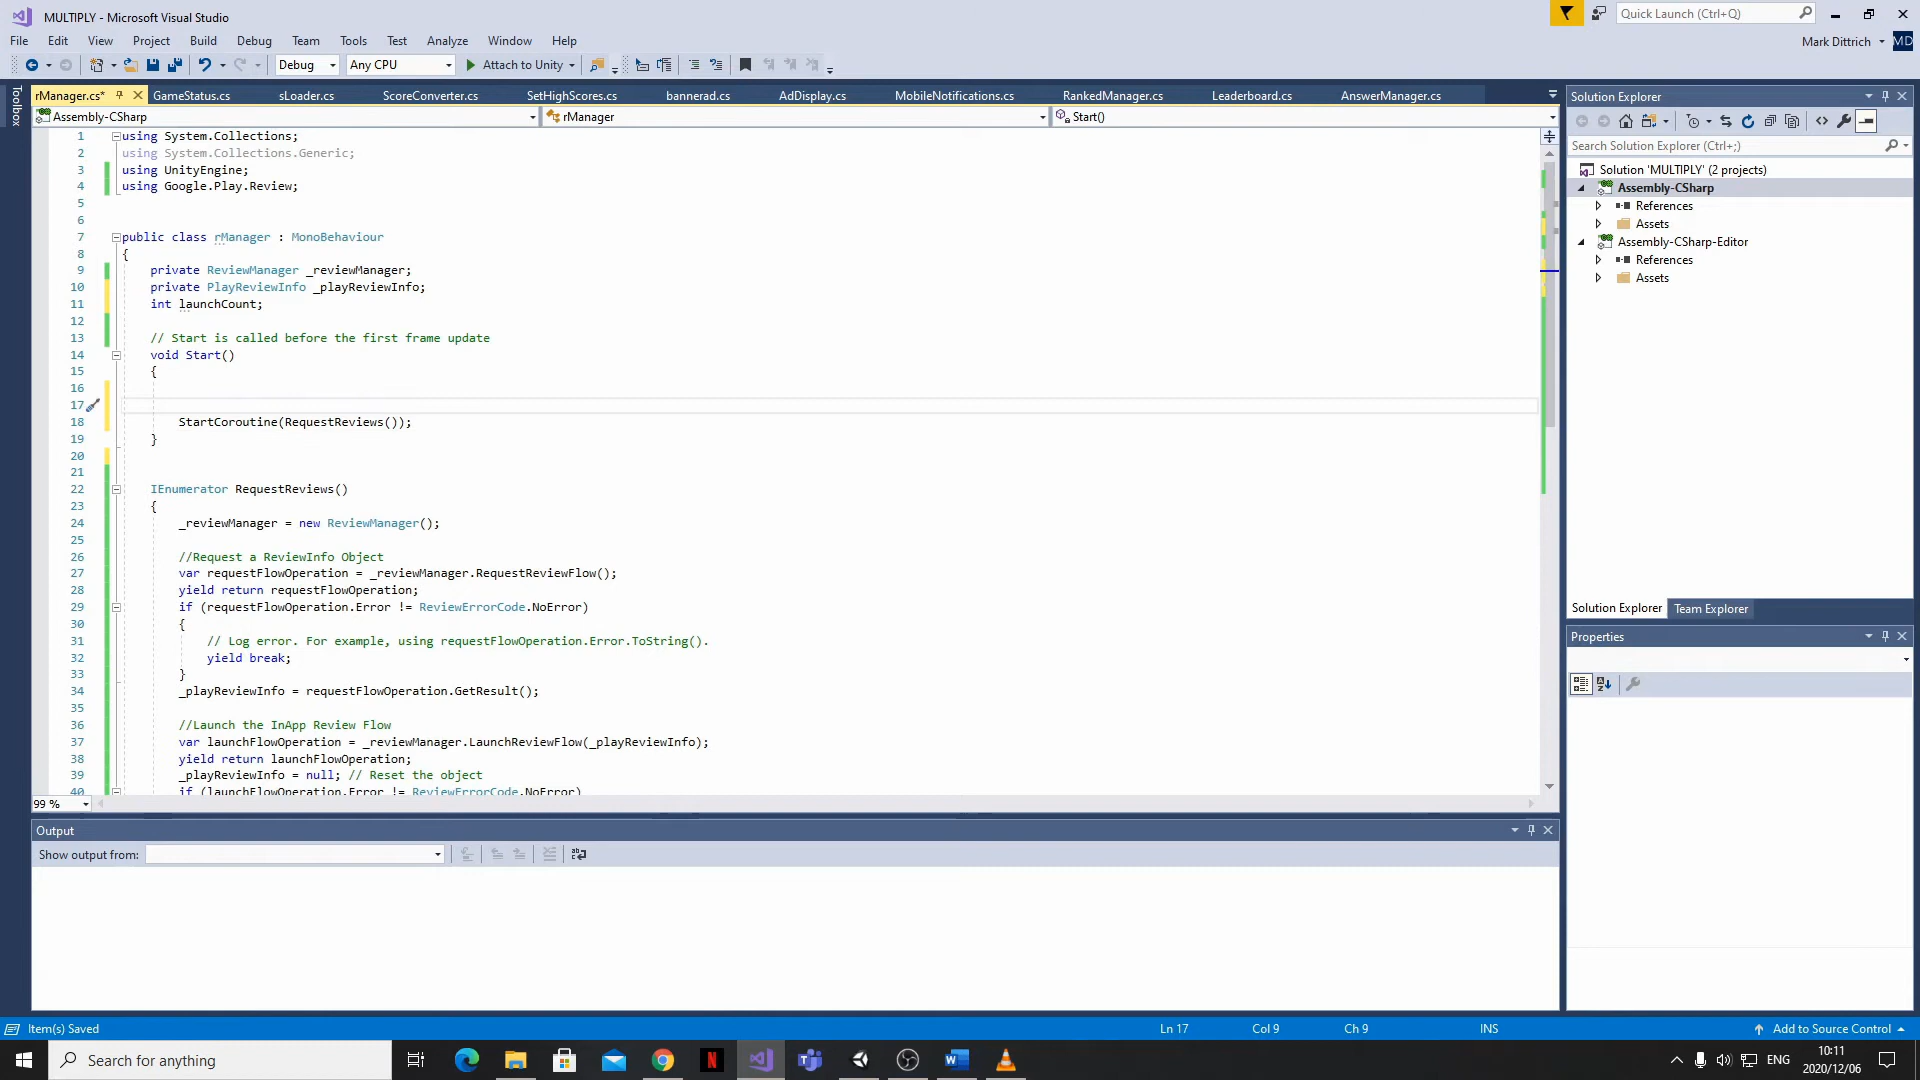 MULTIPLY - Microsoft Visual Studio
Quick Launch (Ctrl+Q)
File Edit View Project Build Debug Team Tools Test Analyze Window Help
Mark Dittrich
MD
Debug Any CPU Attach to Unity
Toolbox
rManager.cs* GameStatus.cs sLoader.cs ScoreConverter.cs SetHighScores.cs bannerad.cs AdDisplay.cs MobileNotifications.cs RankedManager.cs Leaderboard.cs AnswerManager.cs
Assembly-CSharp rManager Start()
1 using System.Collections;
2 using System.Collections.Generic;
3 using UnityEngine;
4 using Google.Play.Review;
5
6
7 public class rManager : MonoBehaviour
8 {
9 private ReviewManager _reviewManager;
10 private PlayReviewInfo _playReviewInfo;
11 int launchCount;
12
13 // Start is called before the first frame update
14 void Start()
15 {
16
17
18 StartCoroutine(RequestReviews());
19 }
20
21
22 IEnumerator RequestReviews()
23 {
24 _reviewManager = new ReviewManager();
25
26 //Request a ReviewInfo Object
27 var requestFlowOperation = _reviewManager.RequestReviewFlow();
28 yield return requestFlowOperation;
29 if (requestFlowOperation.Error != ReviewErrorCode.NoError)
30 {
31 // Log error. For example, using requestFlowOperation.Error.ToString().
32 yield break;
33 }
34 _playReviewInfo = requestFlowOperation.GetResult();
35
36 //Launch the InApp Review Flow
37 var launchFlowOperation = _reviewManager.LaunchReviewFlow(_playReviewInfo);
38 yield return launchFlowOperation;
39 _playReviewInfo = null; // Reset the object
40 if (launchFlowOperation.Error != ReviewErrorCode.NoError)
99 %
Solution Explorer
Search Solution Explorer (Ctrl+;)
Solution 'MULTIPLY' (2 projects)
Assembly-CSharp
References
Assets
Assembly-CSharp-Editor
References
Assets
Solution Explorer Team Explorer
Properties
Output
Show output from:
Item(s) Saved Ln 17 Col 9 Ch 9 INS Add to Source Control
Search for anything
ENG
10:11
2020/12/06